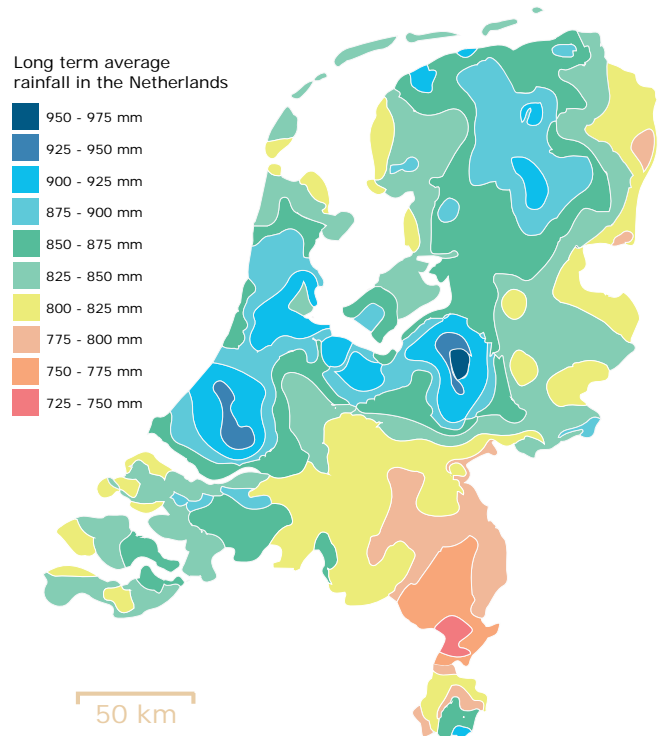 Long term average
rainfall in the Netherlands
950 - 975 mm
925 - 950 mm
900 - 925 mm
875 - 900 mm
850 - 875 mm
825 - 850 mm
800 - 825 mm
775 - 800 mm
750 - 775 mm
725 - 750 mm
50 km